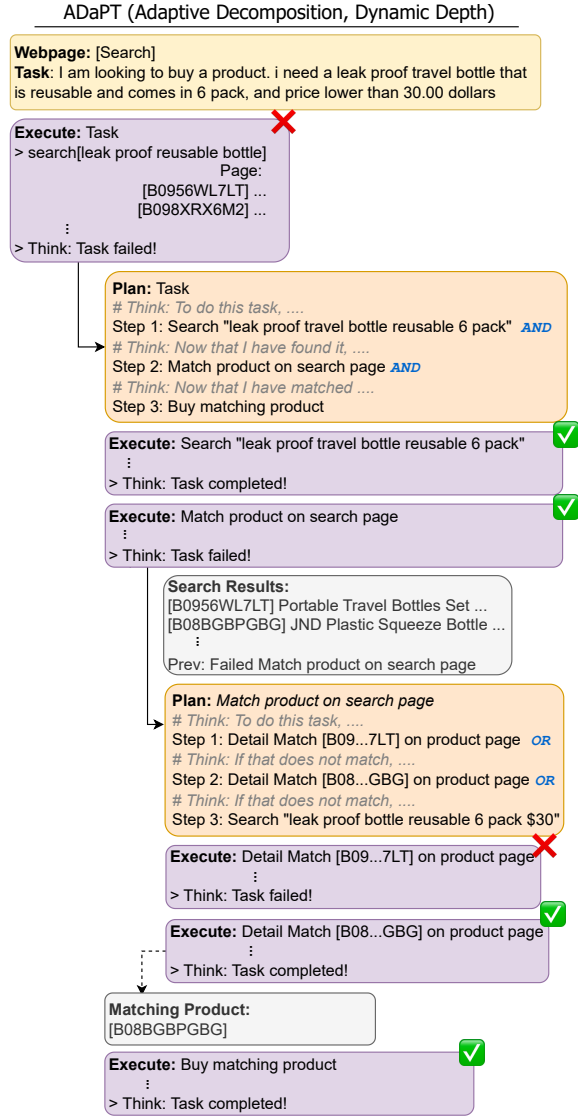 ADaPT (Adaptive Decomposition, Dynamic Depth)
Webpage: [Search]
Task: I am looking to buy a product. i need a leak proof travel bottle that
is reusable and comes in 6 pack, and price lower than 30.00 dollars
Execute: Task
> search[leak proof reusable bottle]
Page:
[B0956WL7LT] ...
[B098XRX6M2] ...
⋮
> Think: Task failed!
Plan: Task
# Think: To do this task, ....
Step 1: Search "leak proof travel bottle reusable 6 pack" AND
# Think: Now that I have found it, ....
Step 2: Match product on search page AND
# Think: Now that I have matched ....
Step 3: Buy matching product
Execute: Search "leak proof travel bottle reusable 6 pack"
⋮
> Think: Task completed!
Execute: Match product on search page
⋮
> Think: Task failed!
Search Results:
[B0956WL7LT] Portable Travel Bottles Set ...
[B08BGBPGBG] JND Plastic Squeeze Bottle ...
⋮
Prev: Failed Match product on search page
Plan: Match product on search page
# Think: To do this task, ....
Step 1: Detail Match [B09...7LT] on product page OR
# Think: If that does not match, ....
Step 2: Detail Match [B08...GBG] on product page OR
# Think: If that does not match, ....
Step 3: Search "leak proof bottle reusable 6 pack $30"
Execute: Detail Match [B09...7LT] on product page
⋮
> Think: Task failed!
Execute: Detail Match [B08...GBG] on product page
⋮
> Think: Task completed!
Matching Product:
[B08BGBPGBG]
Execute: Buy matching product
⋮
> Think: Task completed!